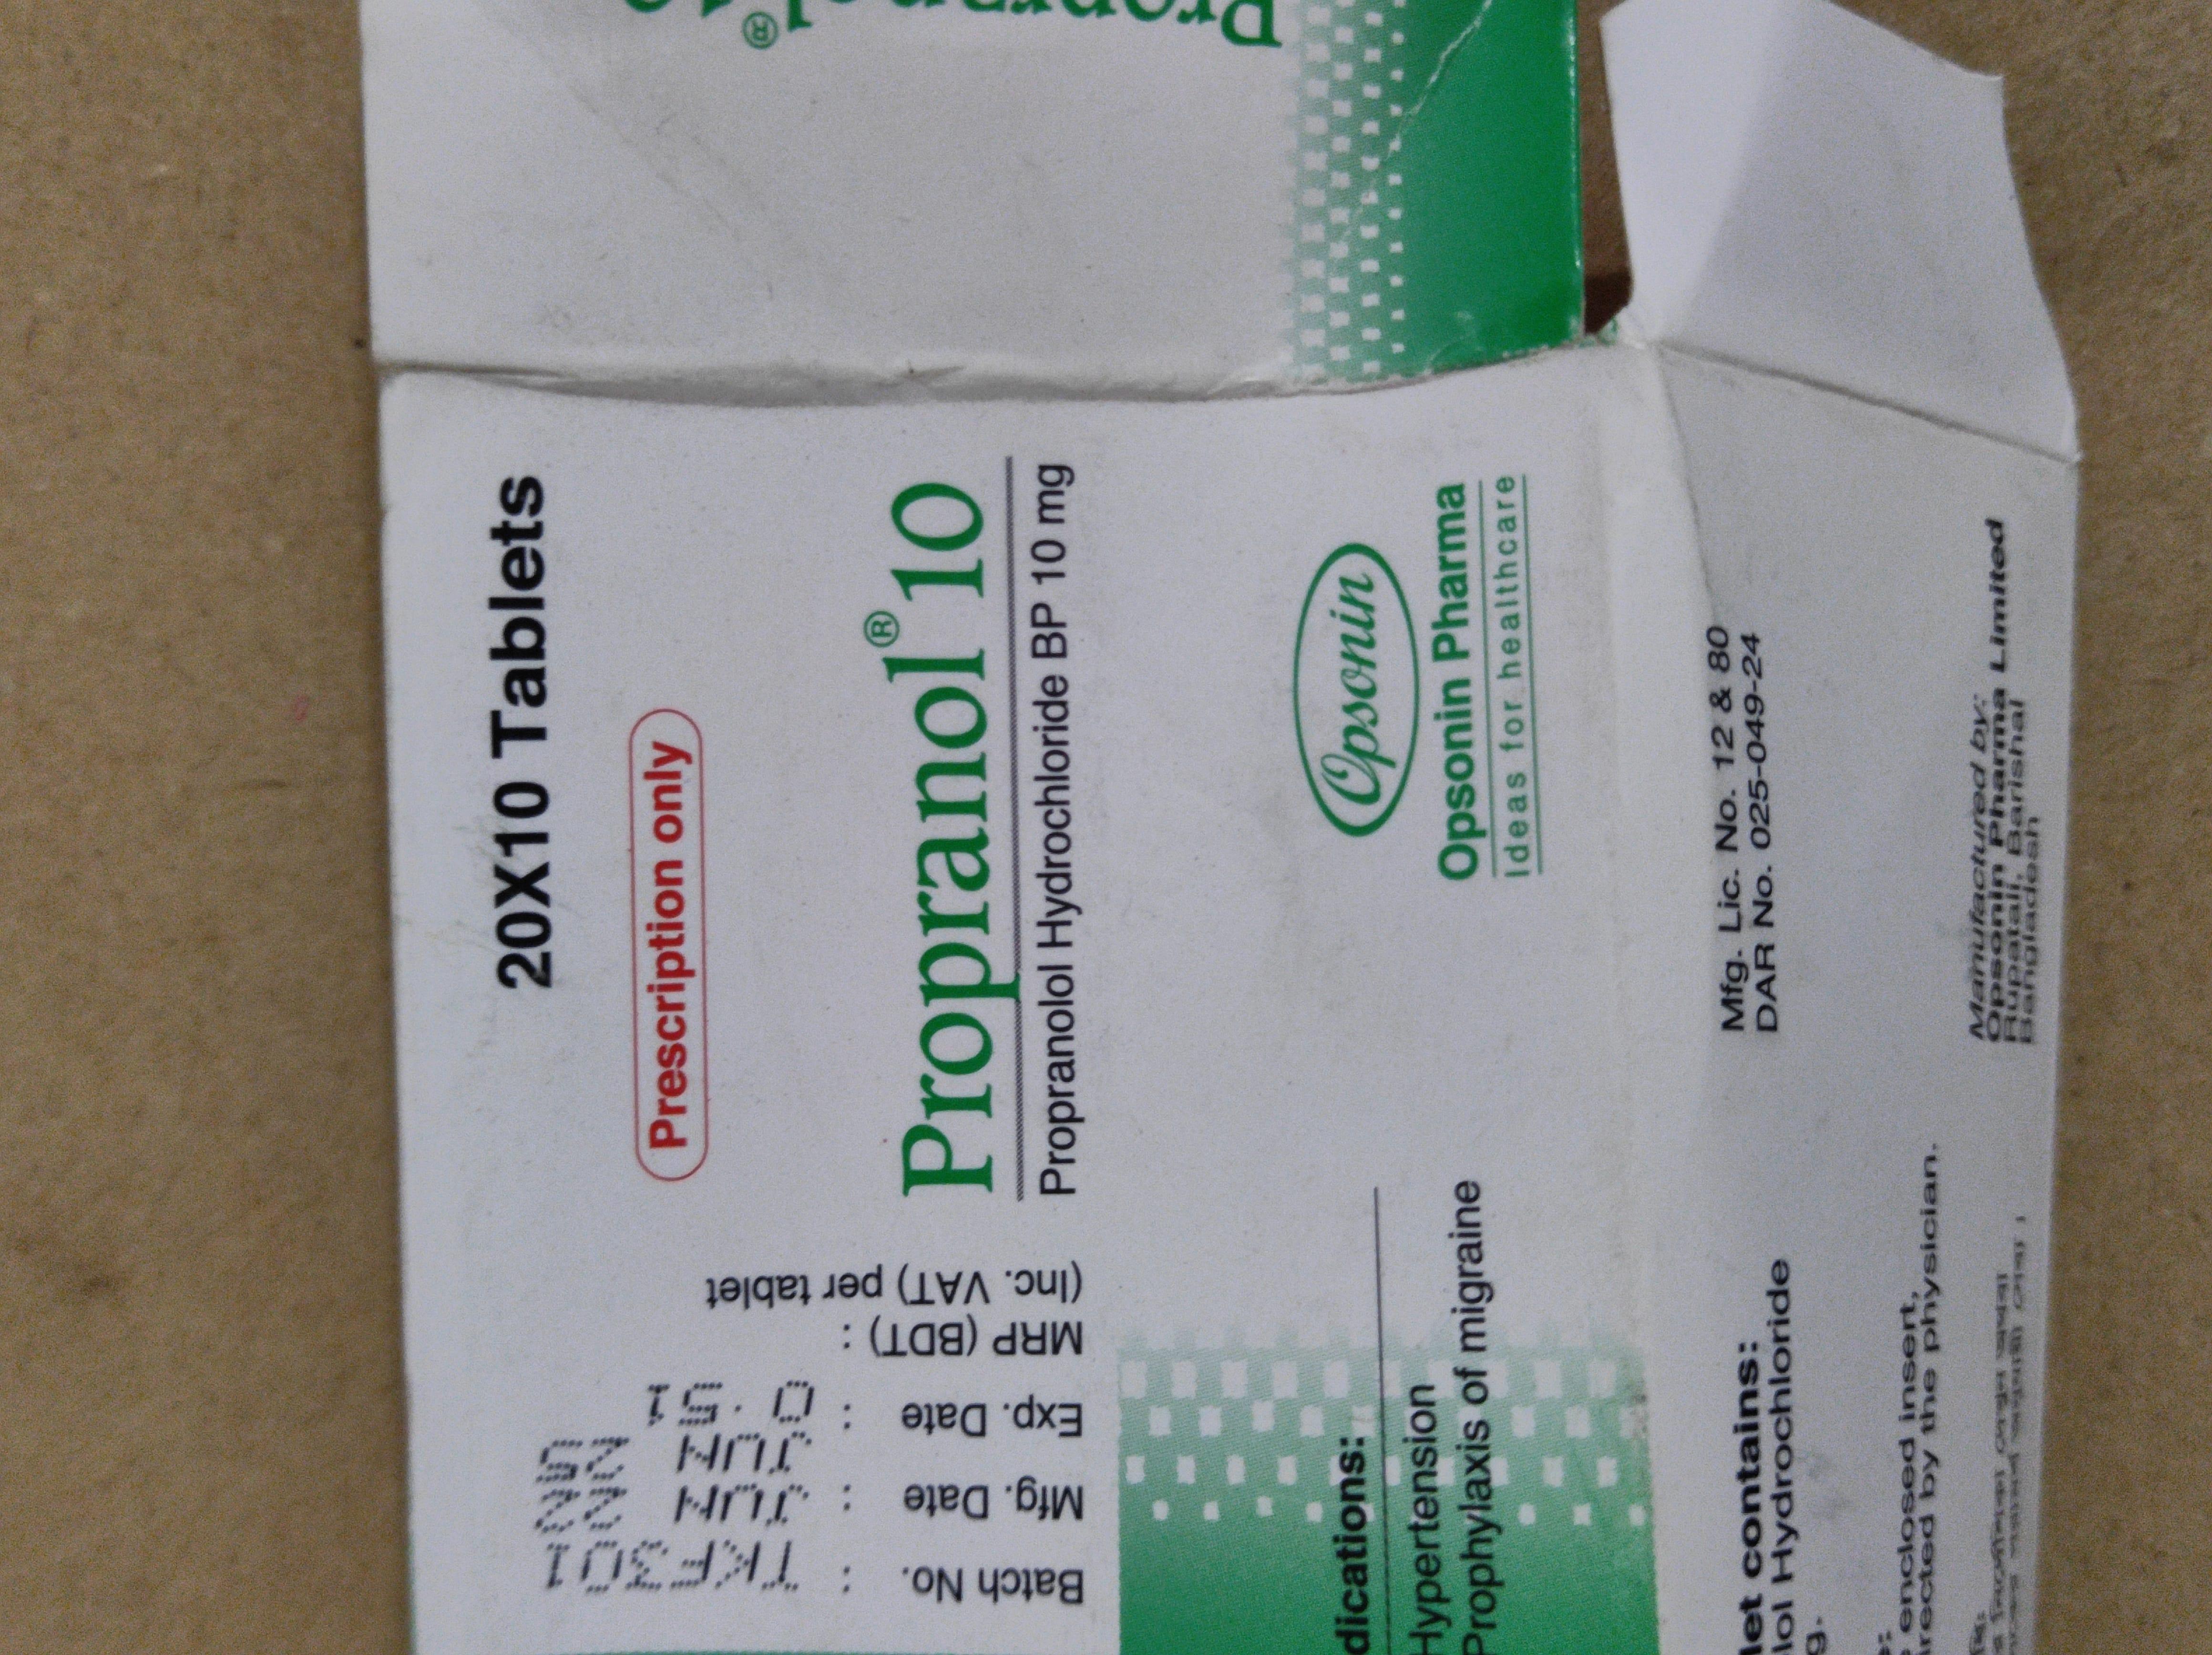 20X10 Tablets
Prescription only
Batch No. : TKF301
Mfg. Date : JUN 22
Exp. Date : JUN 25
MRP (BDT) : 0.51
(Inc. VAT) per tablet
Propranol® 10
Propranolol Hydrochloride BP 10 mg
dications:
Hypertension
Prophylaxis of migraine
Opsonin
Opsonin Pharma
Ideas for healthcare
let contains:
lol Hydrochloride
g.
e:
enclosed insert,
irected by the physician.
Mfg. Lic. No. 12 & 80
DAR No. 025-049-24
Manufactured by:
Opsonin Pharma Limited
Rupatali, Barishal
Bangladesh